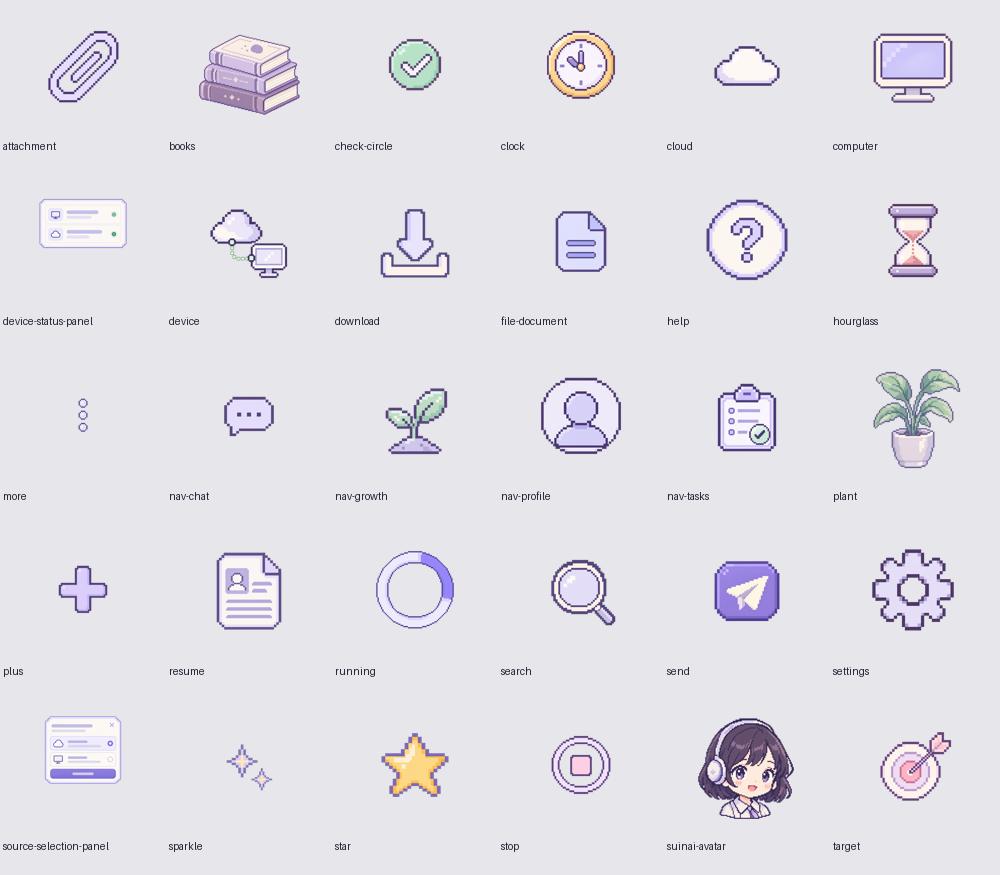 attachment
books
check-circle
clock
cloud
computer
device-status-panel
device
download
file-document
help
hourglass
more
nav-chat
nav-growth
nav-profile
nav-tasks
plant
plus
resume
running
search
send
settings
source-selection-panel
sparkle
star
stop
suinai-avatar
target